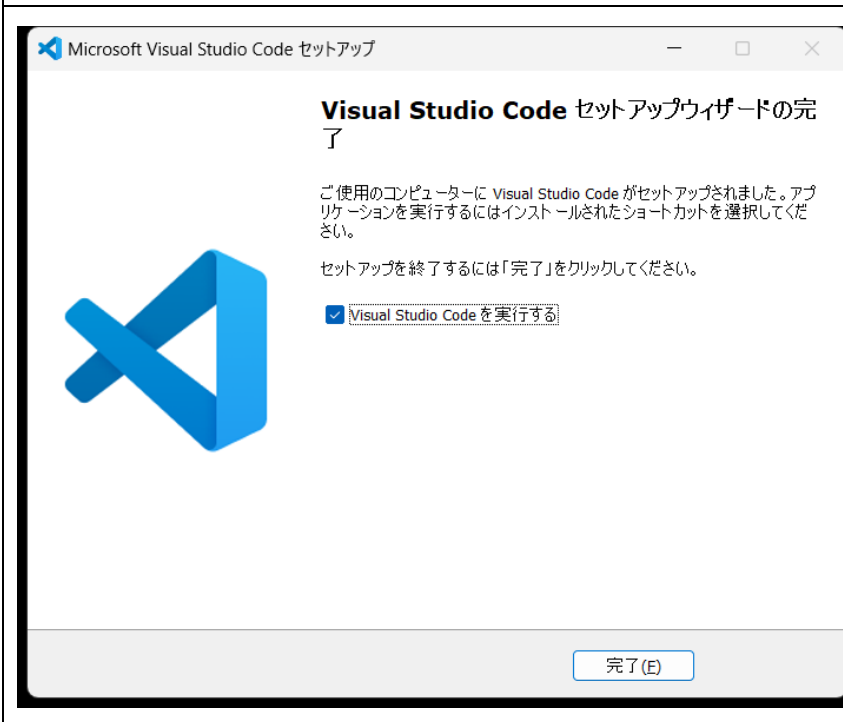 Microsoft Visual Studio Code セットアップ
Visual Studio Code セットアップウィザードの完
了
ご使用のコンピューターに Visual Studio Code がセットアップされました。アプ
リケーションを実行するにはインストールされたショートカットを選択してくだ
さい。
セットアップを終了するには「完了」をクリックしてください。
Visual Studio Code を実行する
完了(F)